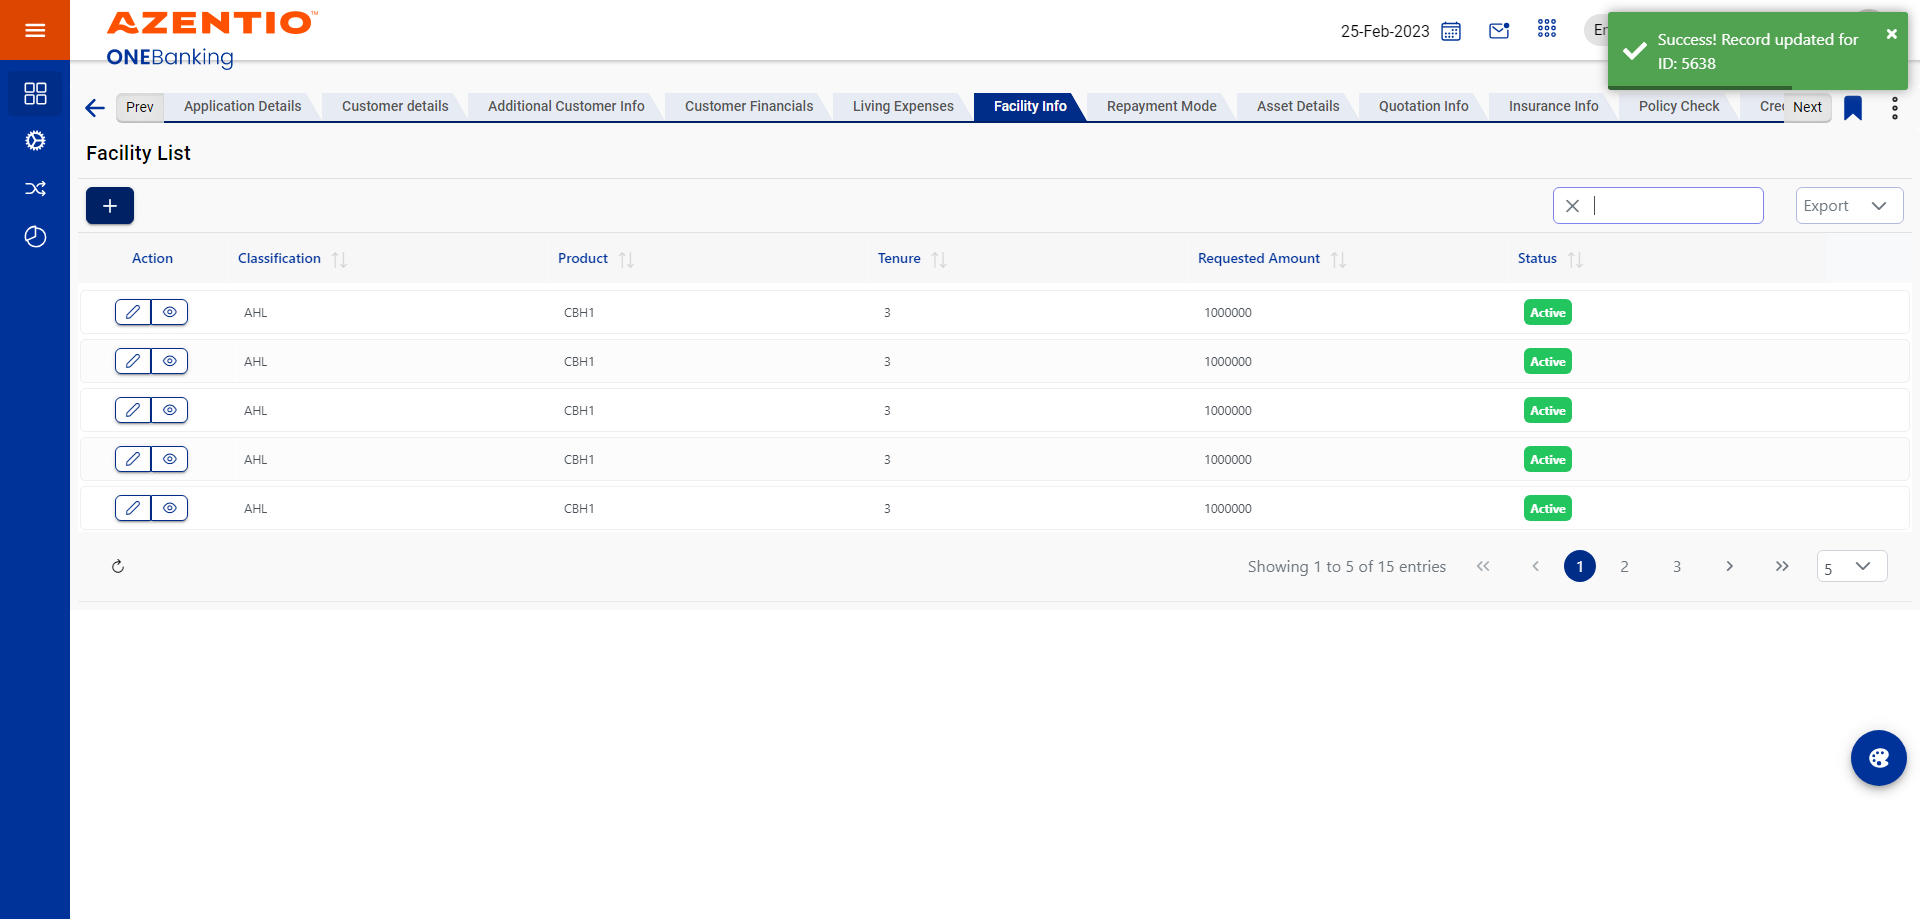 AZENTIO™
ONEBanking
25-Feb-2023
Success! Record updated for
ID: 5638
Prev
Application Details
Customer details
Additional Customer Info
Customer Financials
Living Expenses
Facility Info
Repayment Mode
Asset Details
Quotation Info
Insurance Info
Policy Check
Next
Facility List
Export
Action Classification Product Tenure Requested Amount Status
AHL CBH1 3 1000000 Active
AHL CBH1 3 1000000 Active
AHL CBH1 3 1000000 Active
AHL CBH1 3 1000000 Active
AHL CBH1 3 1000000 Active
Showing 1 to 5 of 15 entries
1 2 3
5